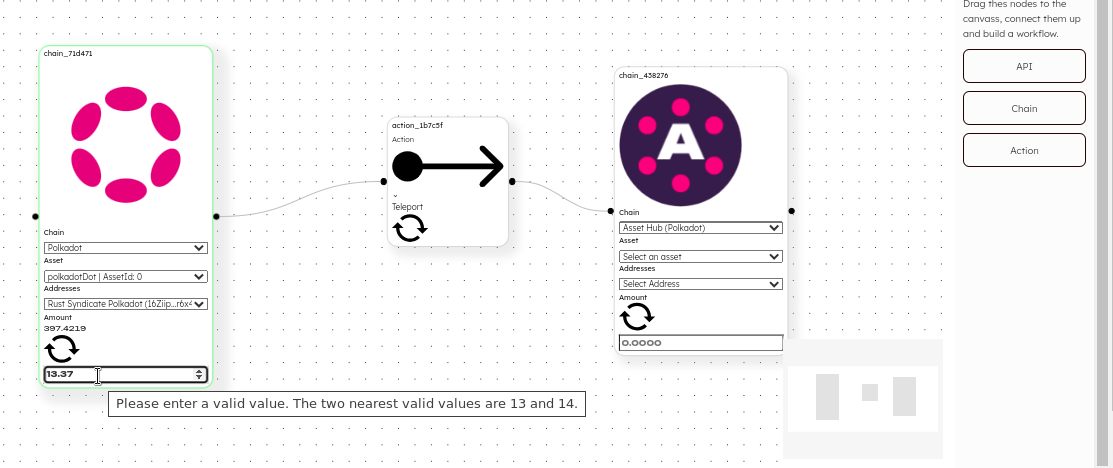 chain_71d471
Chain
Polkadot
Asset
polkadotDot | AssetId: 0
Addresses
Rust Syndicate Polkadot (16Ziip...r6x4
Amount
397.4219
13.37
Please enter a valid value. The two nearest valid values are 13 and 14.
action_1b7c5f
Action
Teleport
chain_438276
A
Chain
Asset Hub (Polkadot)
Asset
Select an asset
Addresses
Select Address
Amount
0.0000
Drag thes nodes to the
canvass, connect them up
and build a workflow.
API
Chain
Action